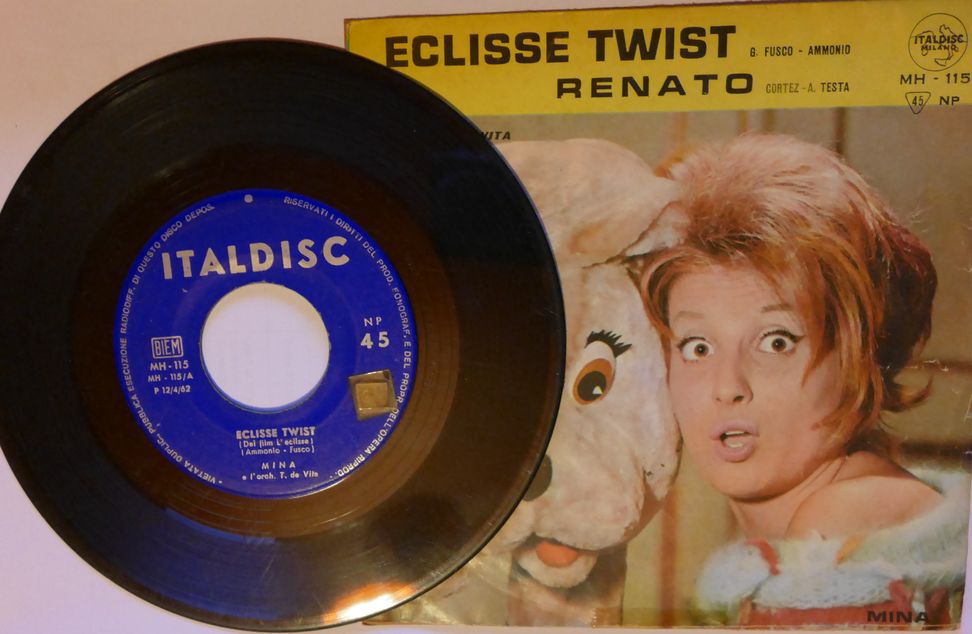 ECLISSE TWIST G. FUSCO - AMMONIO
RENATO CORTEZ - A. TESTA
ITALDISC
MILANO
MH - 115
45 NP
VITA
MINA
RISERVATI I DIRITTI DEL PROD. FONOGRAF. E DEL PROPR. DELL'OPERA RIPROD.
VIETATA DUPLIC. PUBBLICA ESECUZIONE RADIODIFF. DI QUESTO DISCO DEPOS.
ITALDISC
NP
45
BIEM
MH - 115
MH - 115/A
P 12/4/62
ECLISSE TWIST
(Dal film L'eclisse)
(Ammonio - Fusco)
MINA
e l'orch. T. de Vita